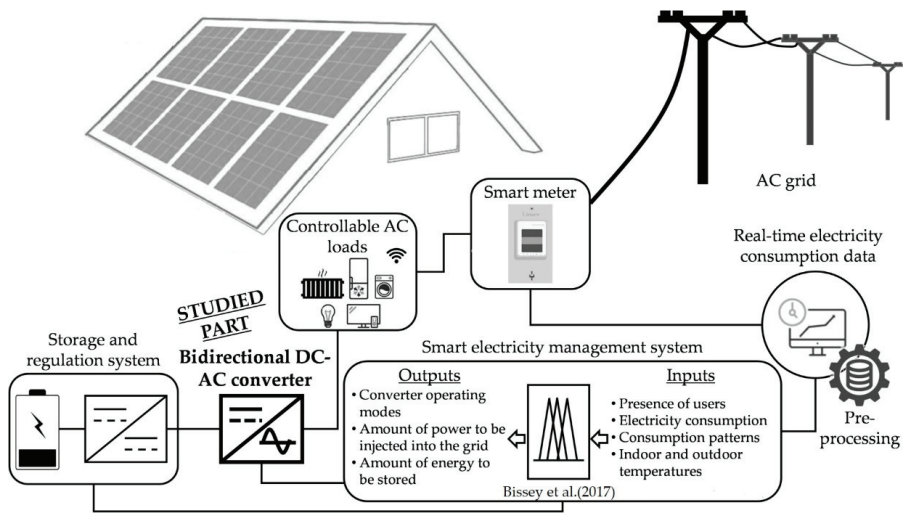 AC grid
Smart meter
Controllable AC
loads
Real-time electricity
consumption data
STUDIED
PART
Storage and
regulation system
Bidirectional DC-
AC converter
Smart electricity management system
Outputs
• Converter operating
modes
• Amount of power to be
injected into the grid
• Amount of energy to
be stored
Inputs
• Presence of users
• Electricity consumption
• Consumption patterns
• Indoor and outdoor
temperatures
Bissey et al.(2017)
Pre-
processing